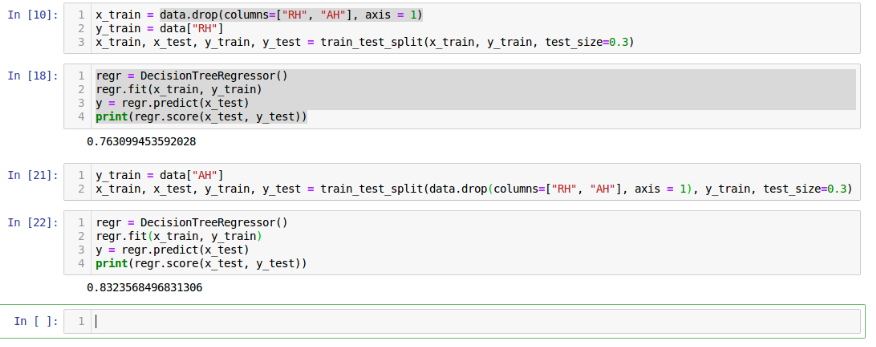 In [10]:
1 x_train = data.drop(columns=["RH", "AH"], axis = 1)
2 y_train = data["RH"]
3 x_train, x_test, y_train, y_test = train_test_split(x_train, y_train, test_size=0.3)
In [18]:
1 regr = DecisionTreeRegressor()
2 regr.fit(x_train, y_train)
3 y = regr.predict(x_test)
4 print(regr.score(x_test, y_test))
0.763099453592028
In [21]:
1 y_train = data["AH"]
2 x_train, x_test, y_train, y_test = train_test_split(data.drop(columns=["RH", "AH"], axis = 1), y_train, test_size=0.3)
In [22]:
1 regr = DecisionTreeRegressor()
2 regr.fit(x_train, y_train)
3 y = regr.predict(x_test)
4 print(regr.score(x_test, y_test))
0.8323568496831306
In [ ]:
1